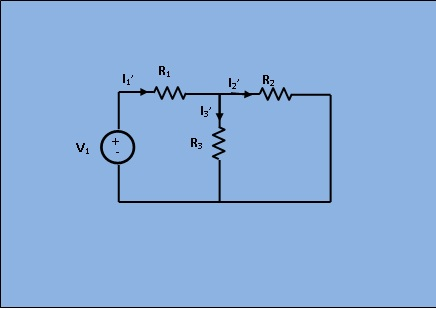 I₁′ R₁ I₂′ R₂
I₃′
R₃
V₁
+
-